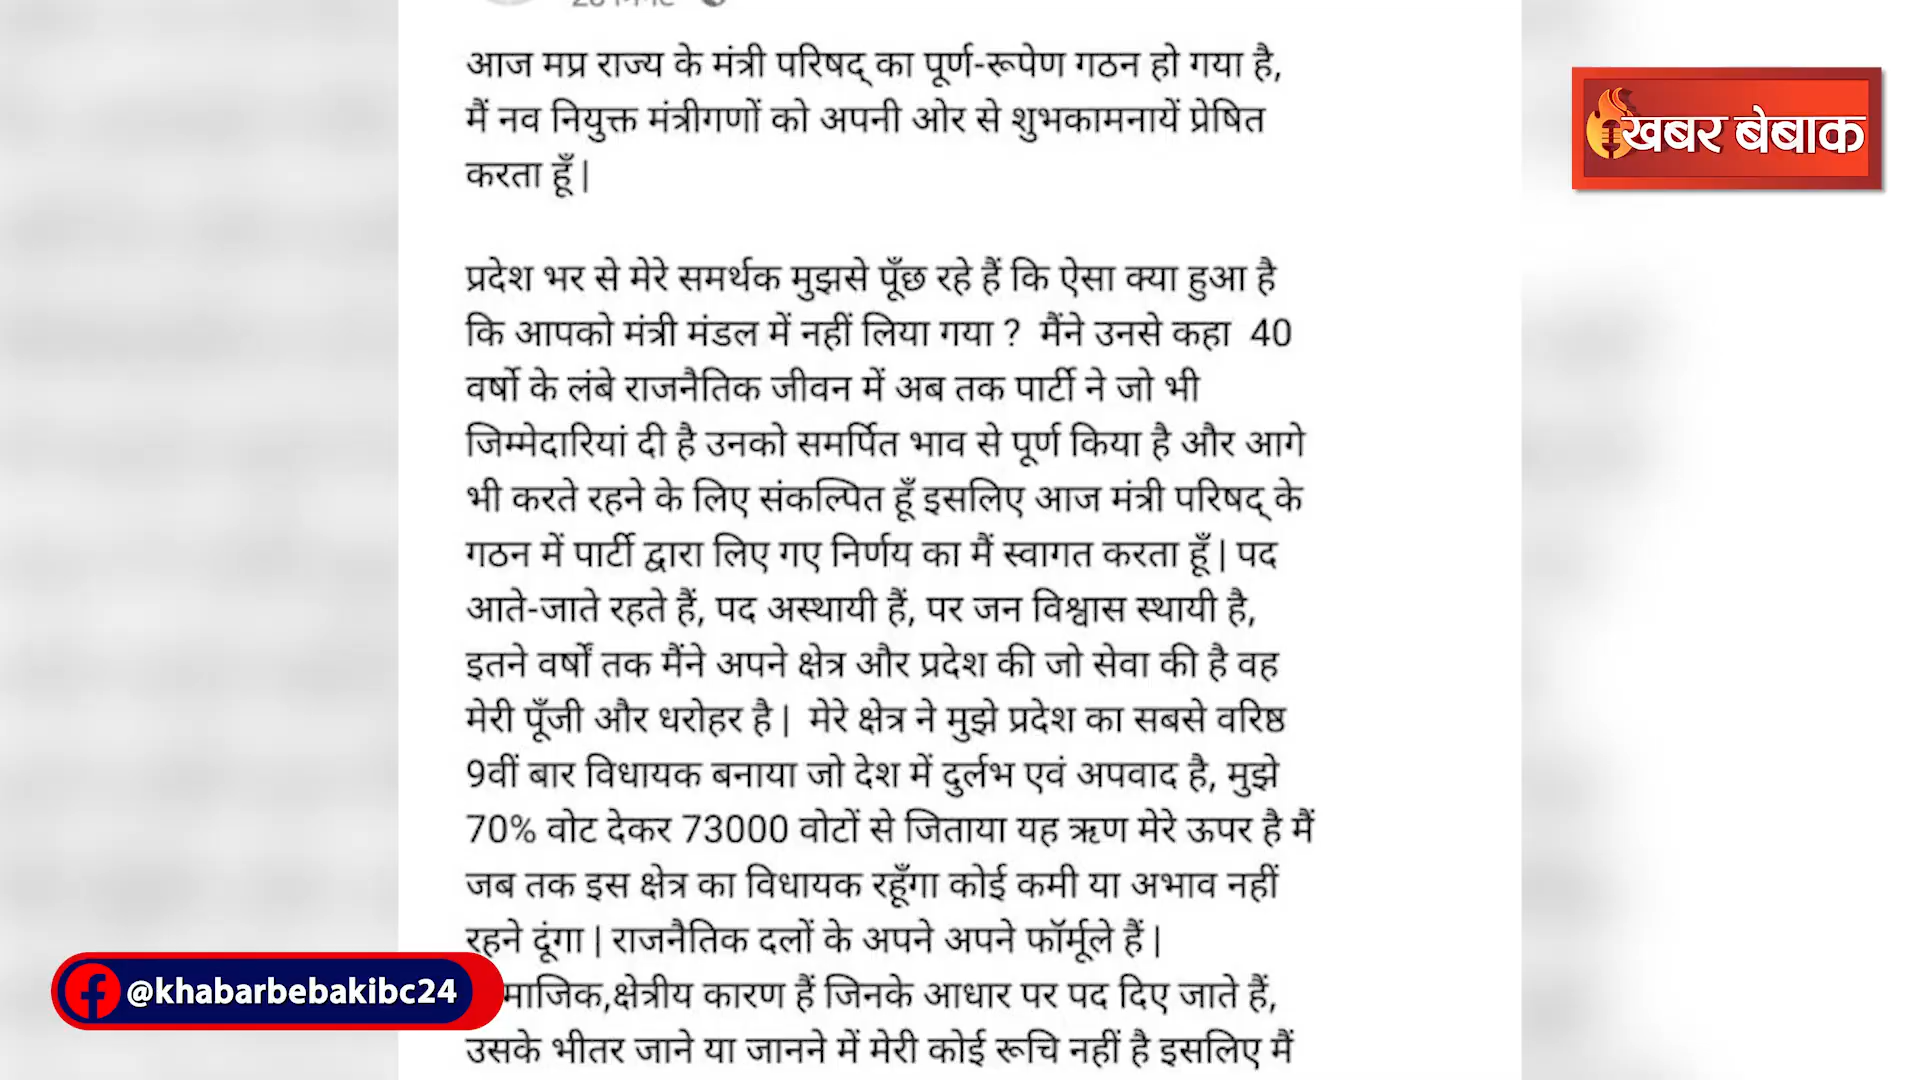 आज मप्र राज्य के मंत्री परिषद् का पूर्ण-रूपेण गठन हो गया है,
मैं नव नियुक्त मंत्रीगणों को अपनी ओर से शुभकामनायें प्रेषित
करता हूँ|
खबर बेबाक
प्रदेश भर से मेरे समर्थक मुझसे पूँछ रहे हैं कि ऐसा क्या हुआ है
कि आपको मंत्री मंडल में नहीं लिया गया ? मैंने उनसे कहा 40
वर्षो के लंबे राजनैतिक जीवन में अब तक पार्टी ने जो भी
जिम्मेदारियां दी है उनको समर्पित भाव से पूर्ण किया है और आगे
भी करते रहने के लिए संकल्पित हूँ इसलिए आज मंत्री परिषद् के
गठन में पार्टी द्वारा लिए गए निर्णय का मैं स्वागत करता हूँ| पद
आते-जाते रहते हैं, पद अस्थायी हैं, पर जन विश्वास स्थायी है,
इतने वर्षों तक मैंने अपने क्षेत्र और प्रदेश की जो सेवा की है वह
मेरी पूँजी और धरोहर है| मेरे क्षेत्र ने मुझे प्रदेश का सबसे वरिष्ठ
9वीं बार विधायक बनाया जो देश में दुर्लभ एवं अपवाद है, मुझे
70% वोट देकर 73000 वोटों से जिताया यह ऋण मेरे ऊपर है मैं
जब तक इस क्षेत्र का विधायक रहूँगा कोई कमी या अभाव नहीं
रहने दूंगा| राजनैतिक दलों के अपने अपने फॉर्मूले हैं|
माजिक,क्षेत्रीय कारण हैं जिनके आधार पर पद दिए जाते हैं,
उसके भीतर जाने या जानने में मेरी कोई रूचि नहीं है इसलिए मैं
@khabarbebakibc24